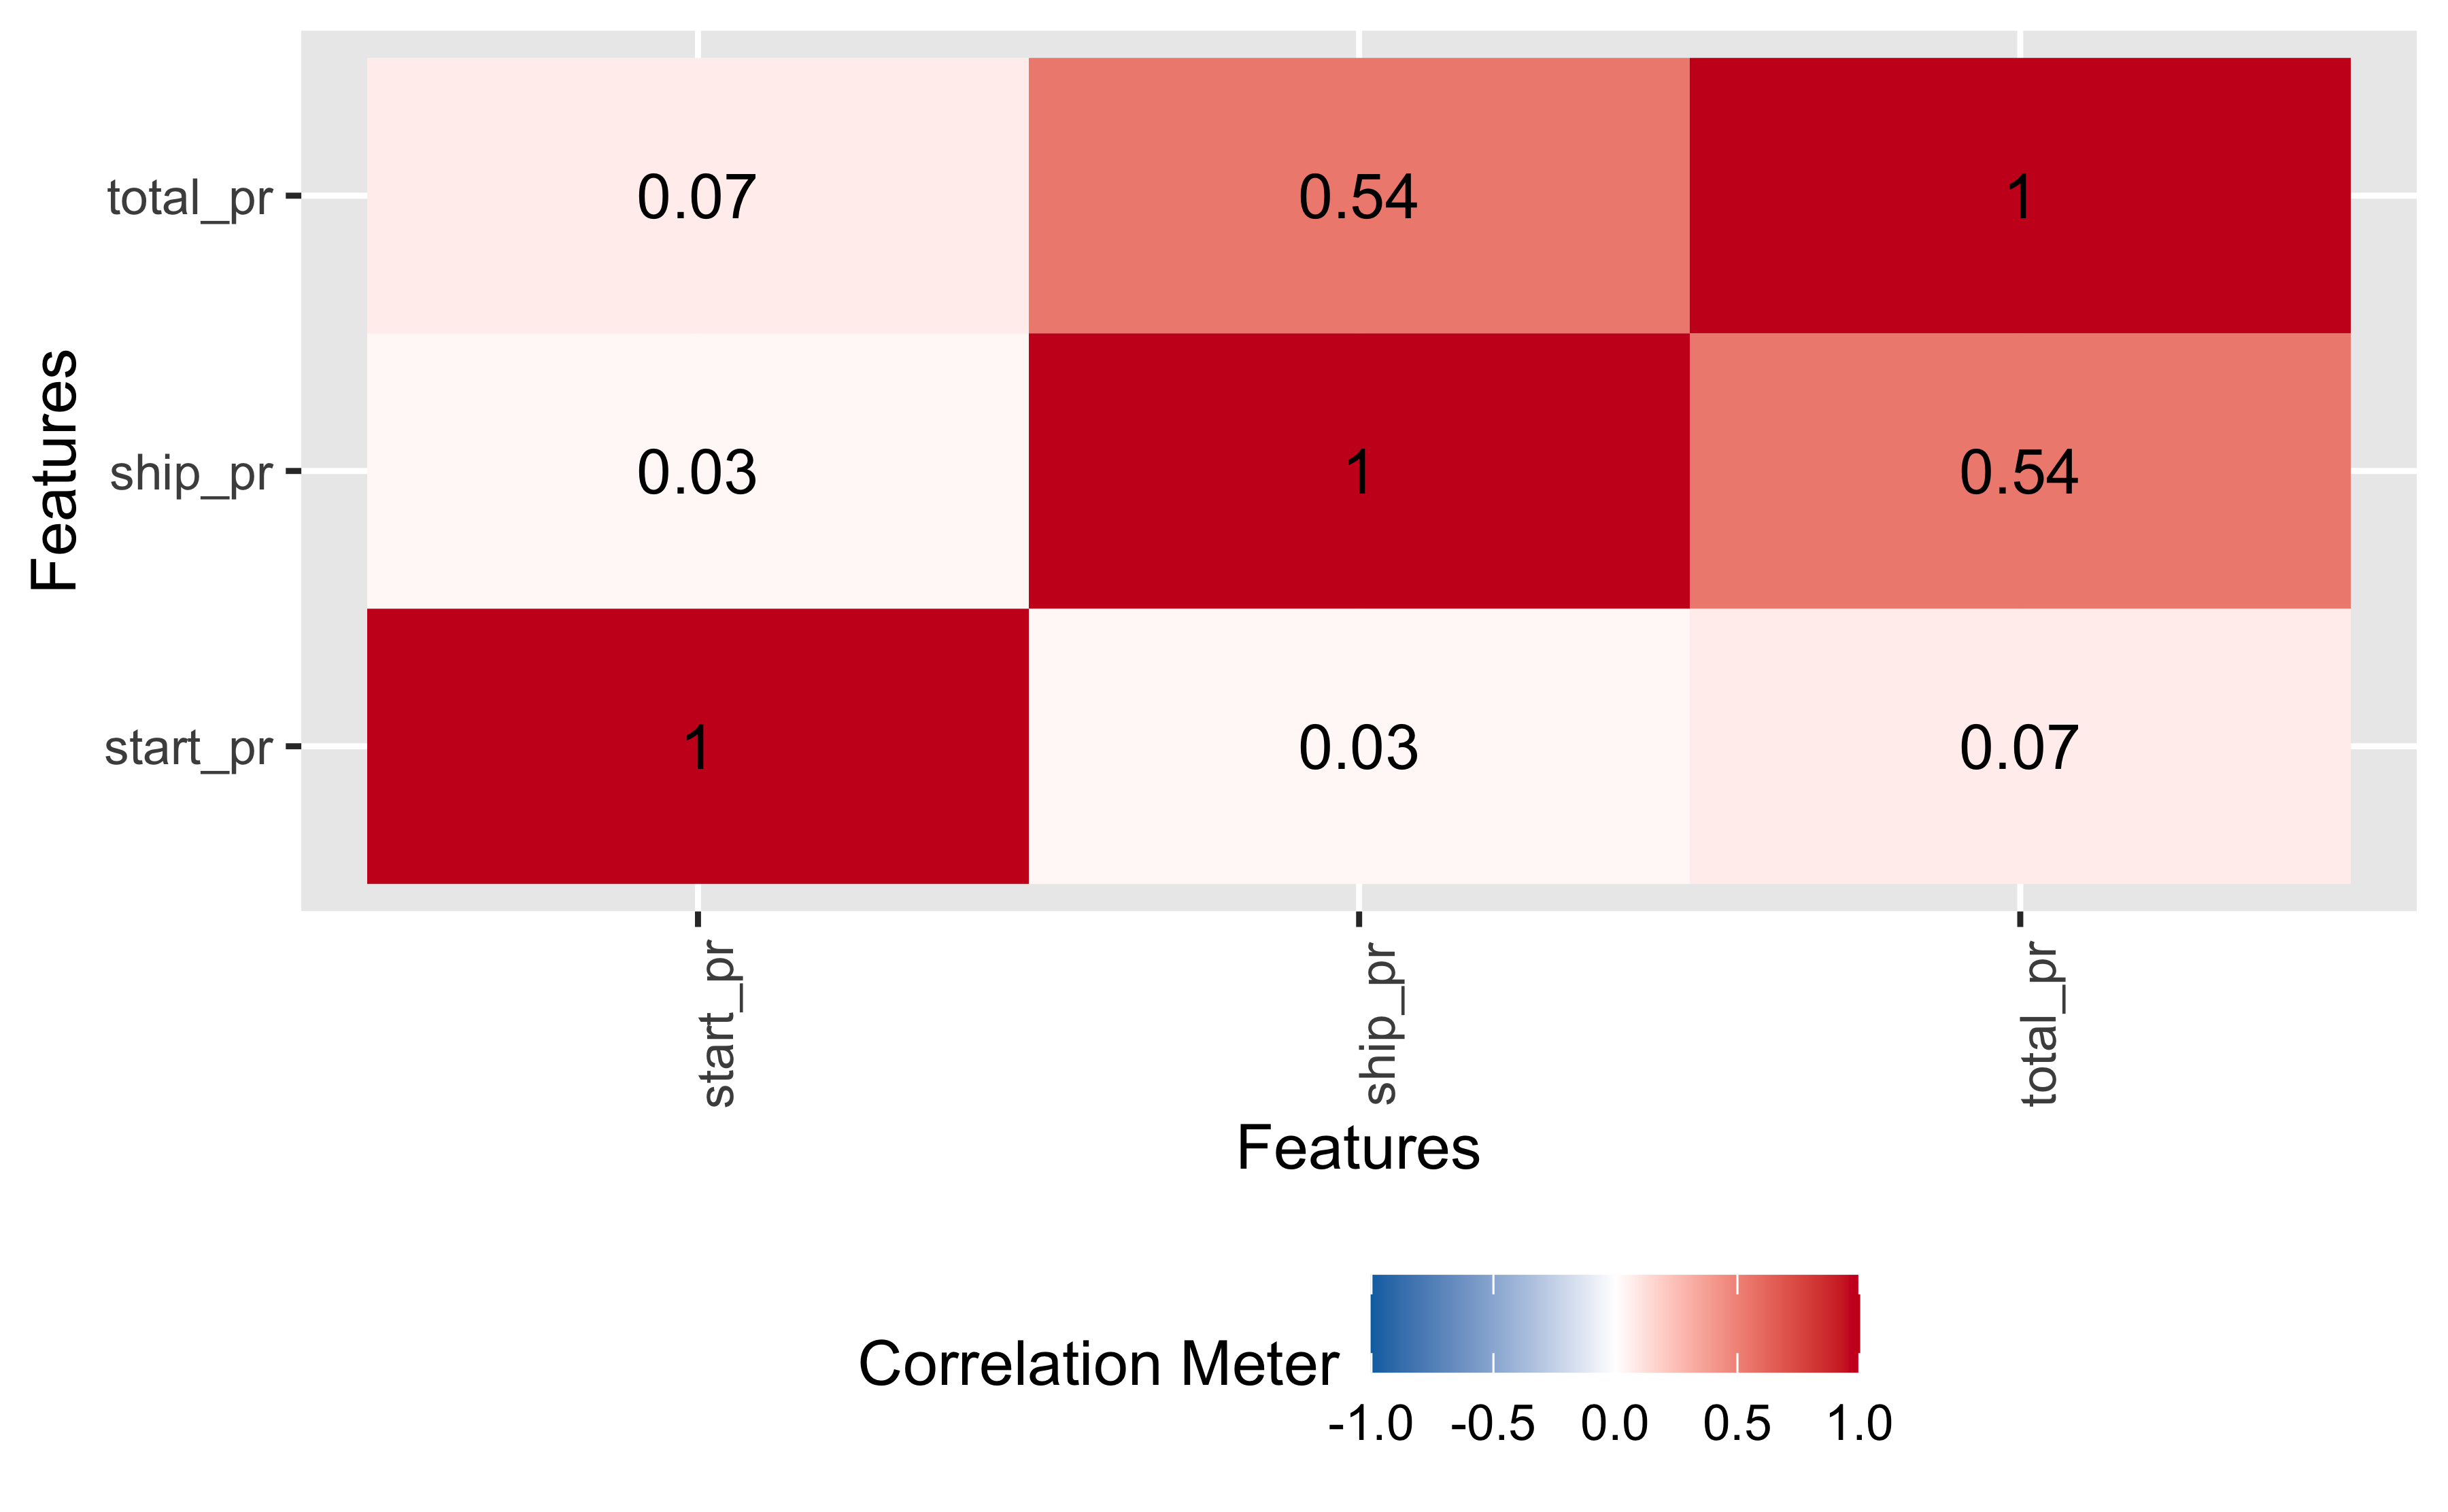 total_pr
0.07 0.54 1
ship_pr
0.03 1 0.54
start_pr
1 0.03 0.07
Features
start_pr ship_pr total_pr
Features
Correlation Meter
-1.0 -0.5 0.0 0.5 1.0